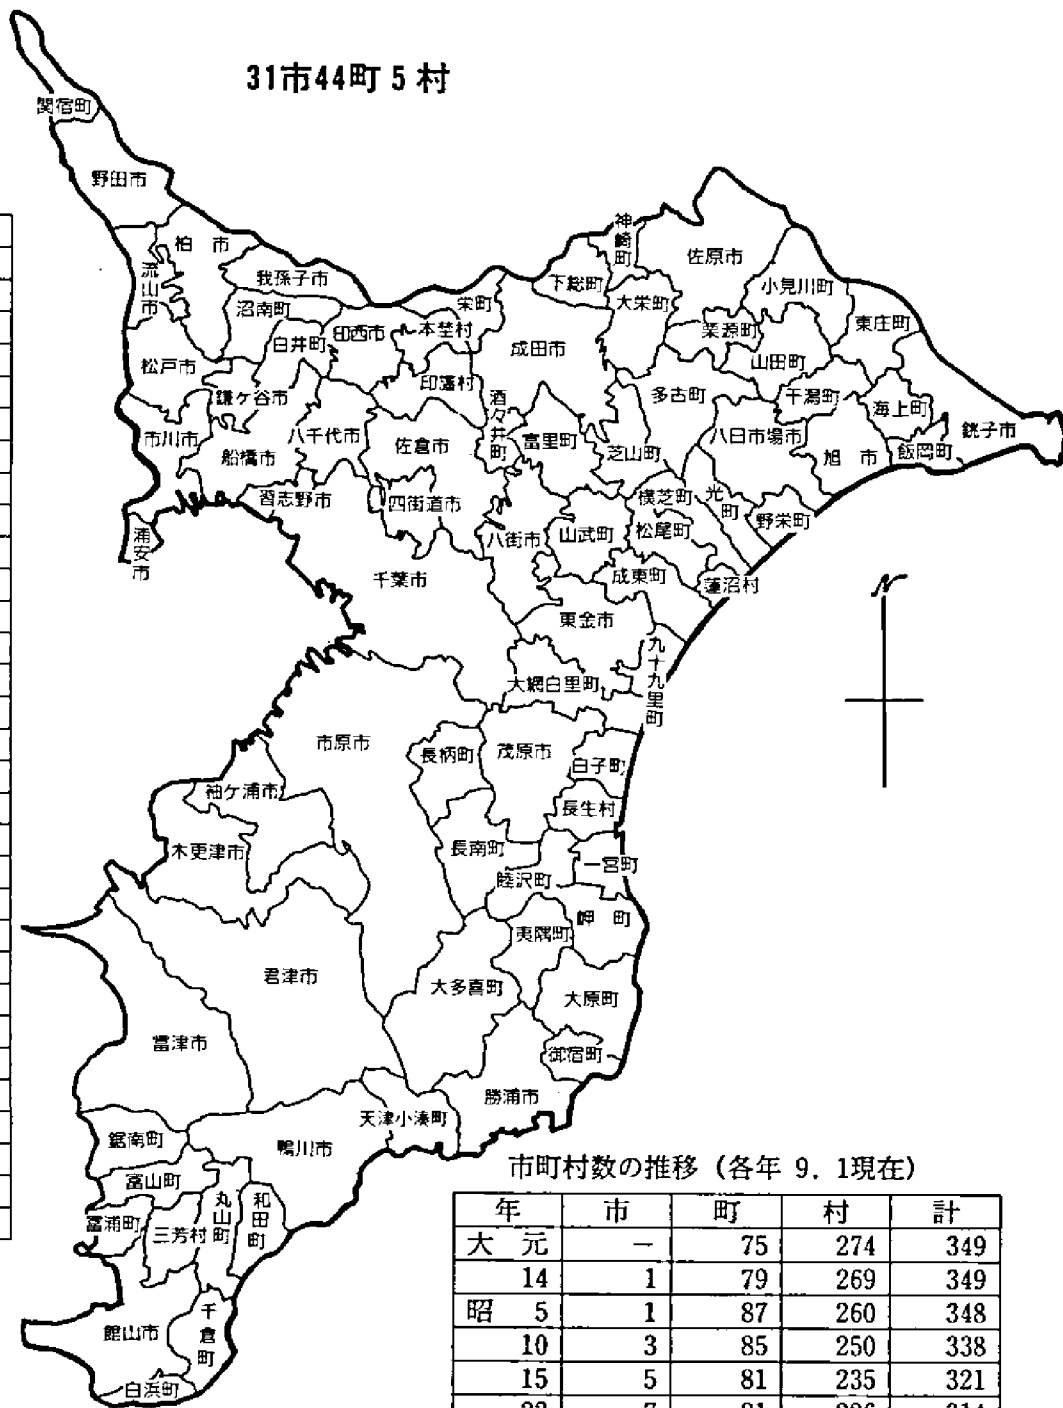 31市44町5村
関宿町
野田市
柏市
流山市
我孫子市
沼南町
松戸市
白井町
印西市
本埜村
栄町
印旛村
鎌ヶ谷市
市川市
船橋市
八千代市
佐倉市
酒々井町
成田市
下総町
神崎町
大栄町
佐原市
小見川町
東庄町
栗源町
山田町
多古町
干潟町
海上町
銚子市
飯岡町
旭市
八日市場市
富里町
芝山町
習志野市
四街道市
八街市
山武町
横芝町
光町
野栄町
松尾町
成東町
蓮沼村
浦安市
千葉市
東金市
九十九里町
大網白里町
市原市
長柄町
茂原市
白子町
長生村
袖ケ浦市
木更津市
長南町
睦沢町
一宮町
岬町
夷隅町
君津市
大多喜町
大原町
富津市
御宿町
勝浦市
天津小湊町
鋸南町
鴨川市
富山町
富浦町
三芳村
丸山町
和田町
館山市
千倉町
白浜町
N
市町村数の推移(各年 9.1現在)
年 市 町 村 計
大 元 － 75 274 349
14 1 79 269 349
昭 5 1 87 260 348
10 3 85 250 338
15 5 81 235 321